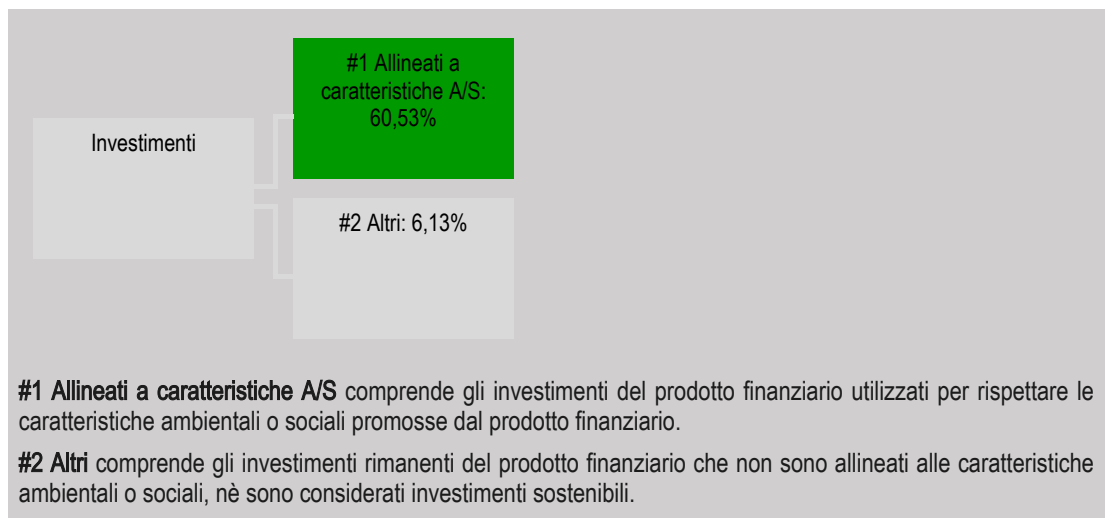 #1 Allineati a
caratteristiche A/S:
60,53%
Investimenti
#2 Altri: 6,13%
#1 Allineati a caratteristiche A/S comprende gli investimenti del prodotto finanziario utilizzati per rispettare le
caratteristiche ambientali o sociali promosse dal prodotto finanziario.
#2 Altri comprende gli investimenti rimanenti del prodotto finanziario che non sono allineati alle caratteristiche
ambientali o sociali, nè sono considerati investimenti sostenibili.